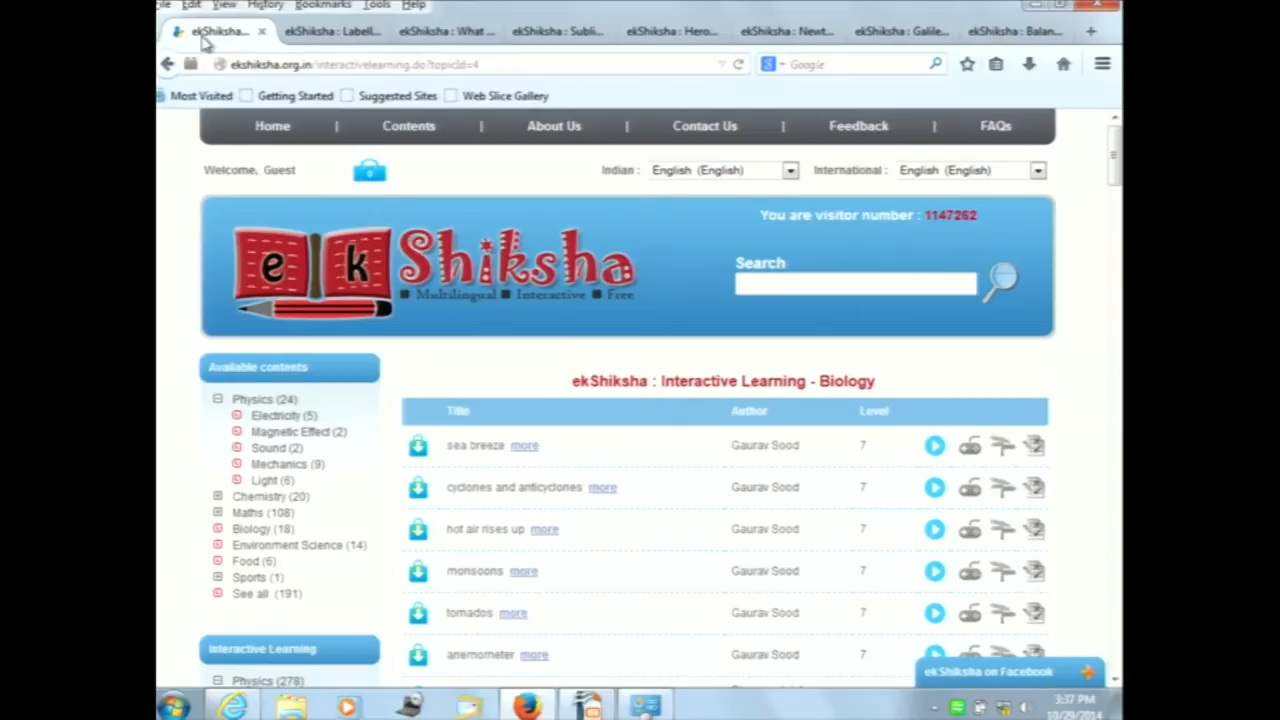 File Edit View History Bookmarks Tools Help
ekShiksha... ekShiksha : Labell... ekShiksha : What ... ekShiksha : Subli... ekShiksha : Hero... ekShiksha : Newt... ekShiksha : Galile... ekShiksha : Balan...
ekshiksha.org.in/interactivelearning.do?topicId=4 Google
Most Visited Getting Started Suggested Sites Web Slice Gallery
Home | Contents | About Us | Contact Us | Feedback | FAQs
Welcome, Guest 0 Indian : English (English) International : English (English)
You are visitor number : 1147262
ek Shiksha
Search
Multilingual Interactive Free
Available contents
ekShiksha : Interactive Learning - Biology
Physics (24)
Electricity (5)
Magnetic Effect (2)
Sound (2)
Mechanics (9)
Light (6)
Chemistry (20)
Maths (108)
Biology (18)
Environment Science (14)
Food (6)
Sports (1)
See all (191)
Interactive Learning
Physics (278)
Title Author Level
sea breeze more Gaurav Sood 7
cyclones and anticyclones more Gaurav Sood 7
hot air rises up more Gaurav Sood 7
monsoons more Gaurav Sood 7
tornados more Gaurav Sood 7
anemometer more Gaurav Sood 7
ekShiksha on Facebook
3:37 PM
10/29/2014